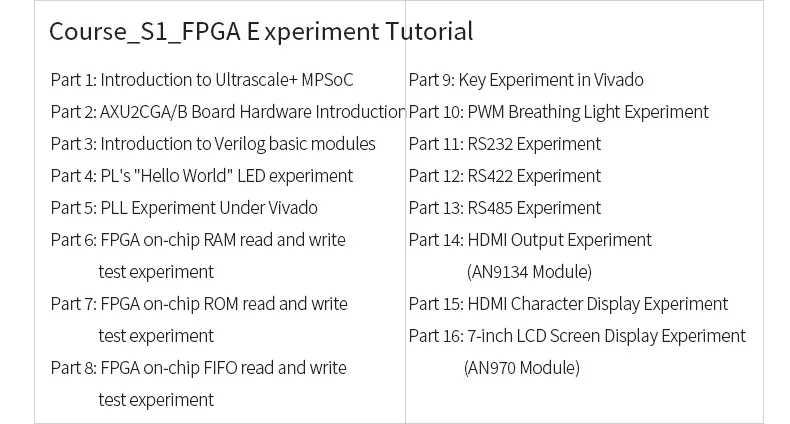 Course_S1_FPGA Experiment Tutorial
Part 1: Introduction to Ultrascale+ MPSoC
Part 2: AXU2CGA/B Board Hardware Introduction
Part 3: Introduction to Verilog basic modules
Part 4: PL's "Hello World" LED experiment
Part 5: PLL Experiment Under Vivado
Part 6: FPGA on-chip RAM read and write
test experiment
Part 7: FPGA on-chip ROM read and write
test experiment
Part 8: FPGA on-chip FIFO read and write
test experiment
Part 9: Key Experiment in Vivado
Part 10: PWM Breathing Light Experiment
Part 11: RS232 Experiment
Part 12: RS422 Experiment
Part 13: RS485 Experiment
Part 14: HDMI Output Experiment
(AN9134 Module)
Part 15: HDMI Character Display Experiment
Part 16: 7-inch LCD Screen Display Experiment
(AN970 Module)